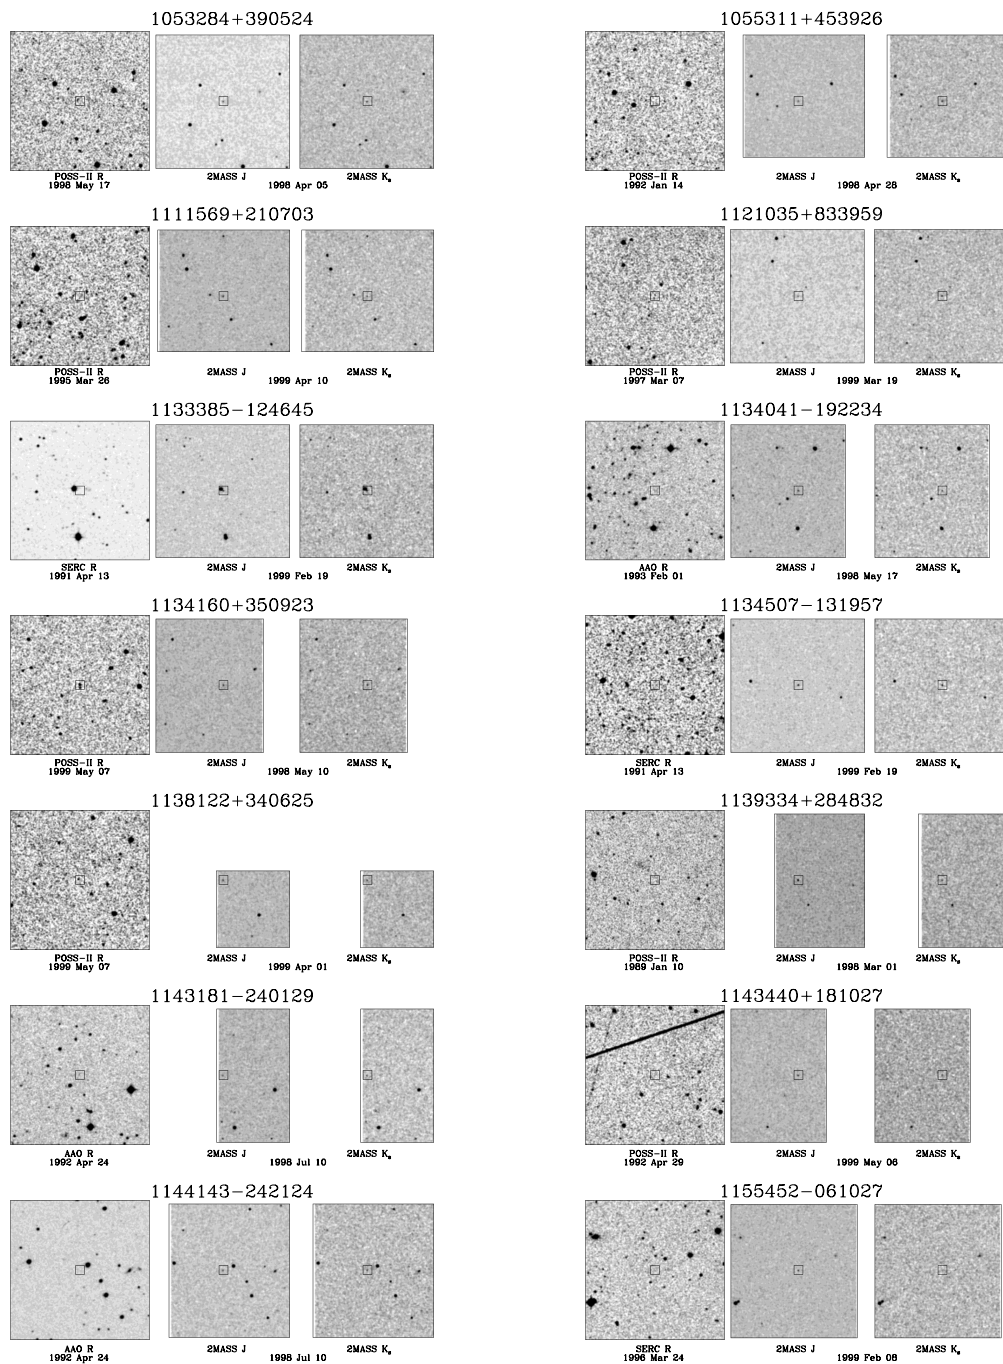 1053284+390524
POSS-II R
1998 May 17
2MASS J
1998 Apr 05
2MASS Ks
1055311+453926
POSS-II R
1992 Jan 14
2MASS J
1998 Apr 28
2MASS Ks
1111569+210703
POSS-II R
1995 Mar 26
2MASS J
1999 Apr 10
2MASS Ks
1121035+833959
POSS-II R
1997 Mar 07
2MASS J
1999 Mar 19
2MASS Ks
1133385-124645
SERC R
1991 Apr 13
2MASS J
1999 Feb 19
2MASS Ks
1134041-192234
AAO R
1993 Feb 01
2MASS J
1998 May 17
2MASS Ks
1134160+350923
POSS-II R
1999 May 07
2MASS J
1998 May 10
2MASS Ks
1134507-131957
SERC R
1991 Apr 13
2MASS J
1999 Feb 19
2MASS Ks
1138122+340625
POSS-II R
1999 May 07
2MASS J
1999 Apr 01
2MASS Ks
1139334+284832
POSS-II R
1989 Jan 10
2MASS J
1998 Mar 01
2MASS Ks
1143181-240129
AAO R
1992 Apr 24
2MASS J
1998 Jul 10
2MASS Ks
1143440+181027
POSS-II R
1992 Apr 29
2MASS J
1999 May 06
2MASS Ks
1144143-242124
AAO R
1992 Apr 24
2MASS J
1998 Jul 10
2MASS Ks
1155452-061027
SERC R
1996 Mar 24
2MASS J
1999 Feb 08
2MASS Ks